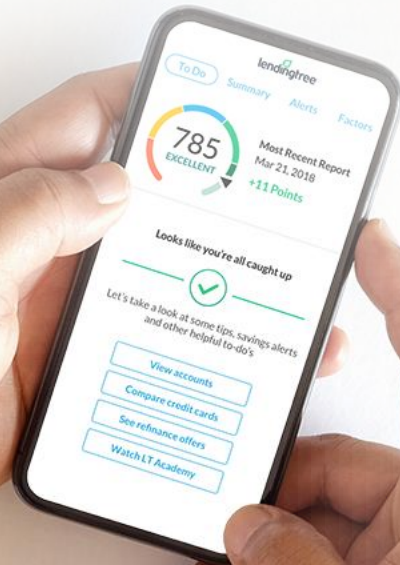 lendingtree
To Do
Summary
Alerts
Factors
785
EXCELLENT
Most Recent Report
Mar 21, 2018
+11 Points
Looks like you're all caught up
Let's take a look at some tips, savings alerts
and other helpful to-do's
View accounts
Compare credit cards
See refinance offers
Watch LT Academy